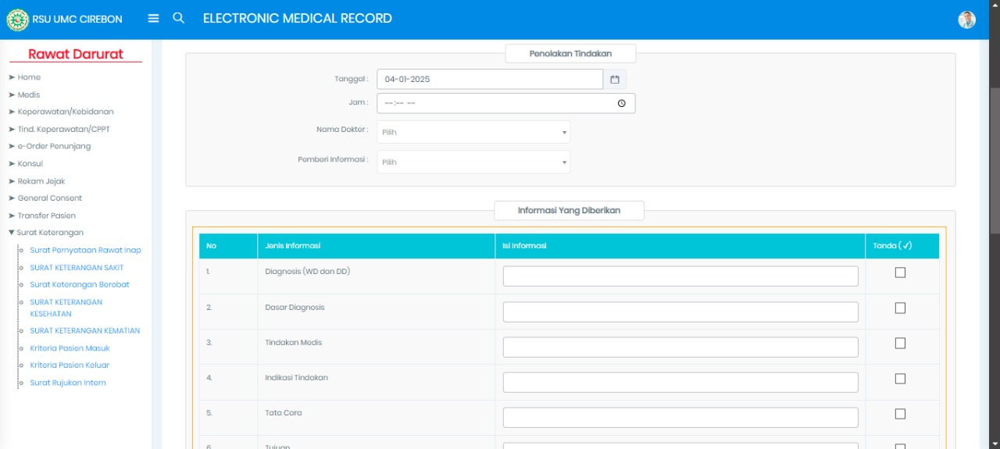 RSU UMC CIREBON
ELECTRONIC MEDICAL RECORD
Rawat Darurat
Home
Medis
Keperawatan/Kebidanan
Tind. Keperawatan/CPPT
e-Order Penunjang
Konsul
Rekam Jejak
General Consent
Transfer Pasien
Surat Keterangan
Surat Pernyataan Rawat Inap
SURAT KETERANGAN SAKIT
Surat Keterangan Berobat
SURAT KETERANGAN
KESEHATAN
SURAT KETERANGAN KEMATIAN
Kriteria Pasien Masuk
Kriteria Pasien Keluar
Surat Rujukan Intern
Penolakan Tindakan
Tanggal : 04-01-2025
Jam : --:-- --
Nama Dokter : Pilih
Pemberi Informasi : Pilih
Informasi Yang Diberikan
No Jenis Informasi Isi Informasi Tanda (✓)
1. Diagnosis (WD dan DD)
2. Dasar Diagnosis
3. Tindakan Medis
4. Indikasi Tindakan
5. Tata Cara
6. Tujuan